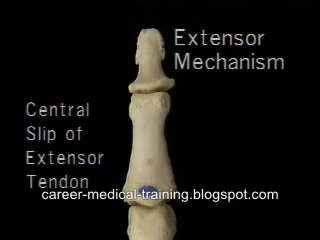 Extensor
Mechanism
Central
Slip of
Extensor
Tendon
career-medical-training.blogspot.com